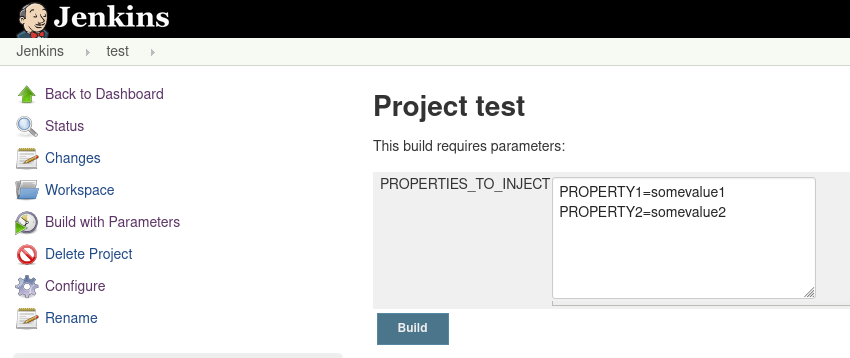 Jenkins
Jenkins test
Back to Dashboard
Status
Changes
Workspace
Build with Parameters
Delete Project
Configure
Rename
Project test
This build requires parameters:
PROPERTIES_TO_INJECT
PROPERTY1=somevalue1
PROPERTY2=somevalue2
Build